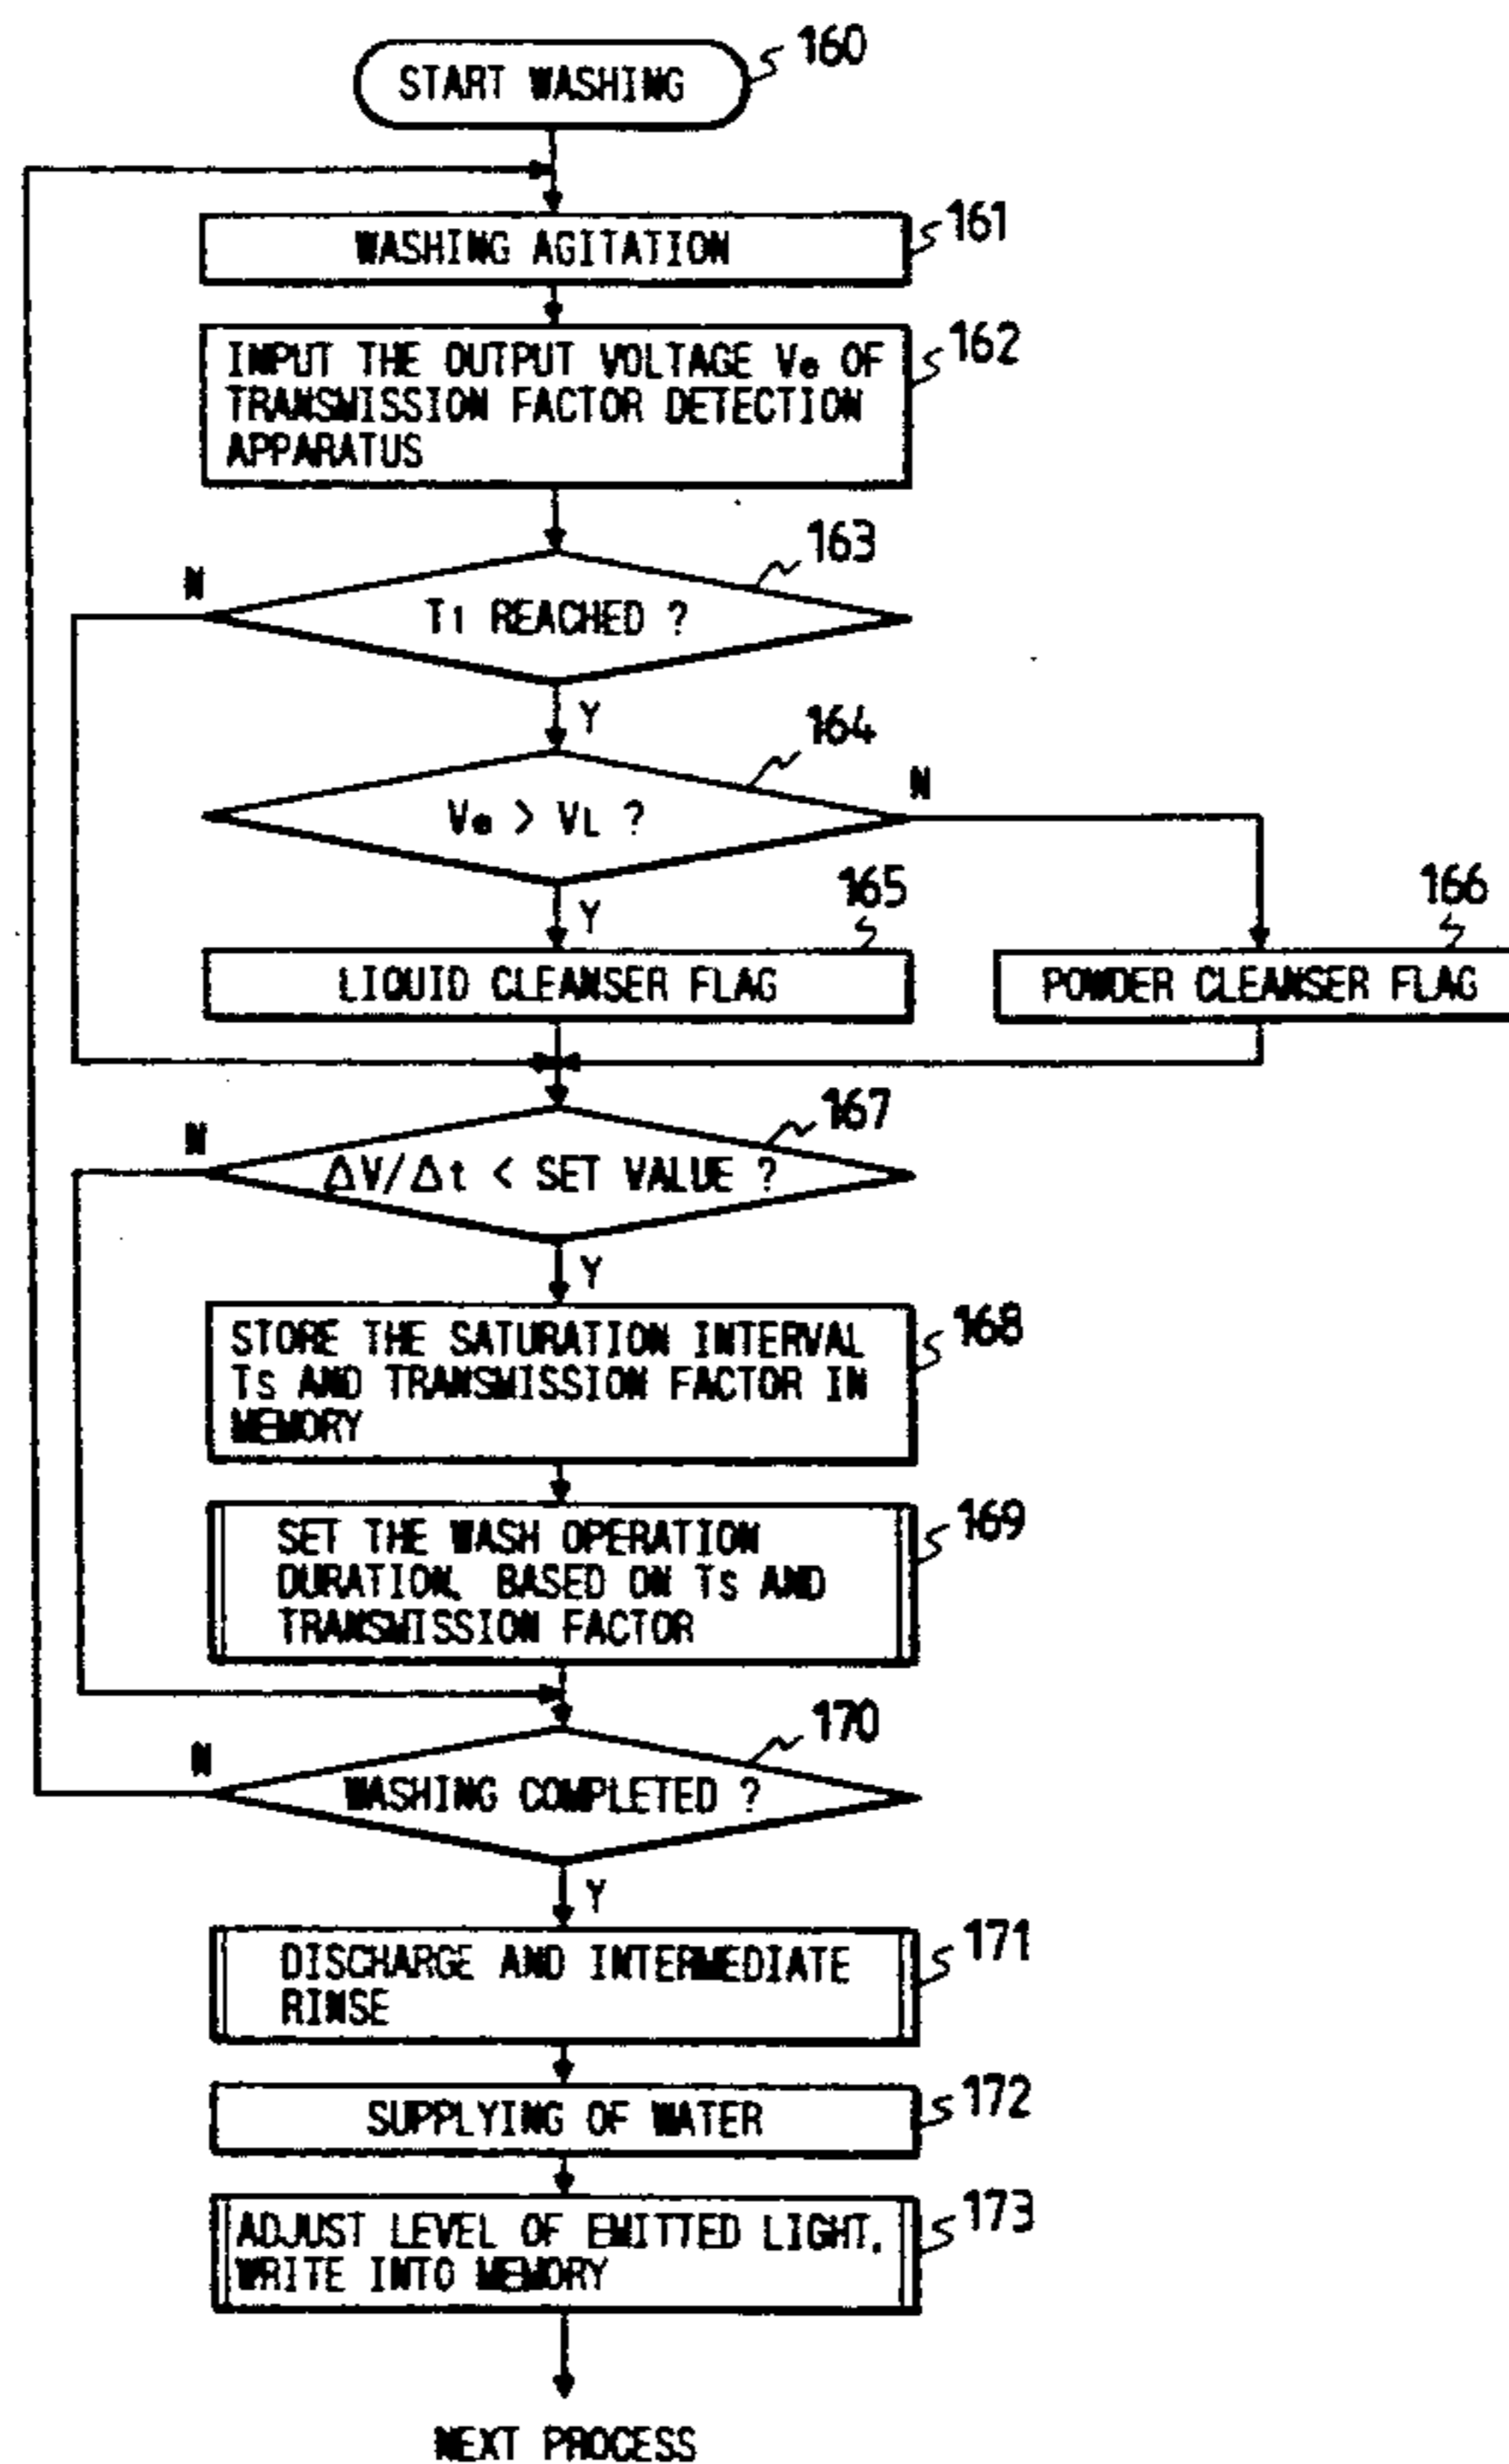 START WASHING
160
WASHING AGITATION
161
INPUT THE OUTPUT VOLTAGE Ve OF
TRANSMISSION FACTOR DETECTION
APPARATUS
162
T1 REACHED ?
163
N
Y
Ve > VL ?
164
N
Y
LIQUID CLEANSER FLAG
165
POWDER CLEANSER FLAG
166
ΔV/Δt < SET VALUE ?
167
N
Y
STORE THE SATURATION INTERVAL
Ts AND TRANSMISSION FACTOR IN
MEMORY
168
SET THE WASH OPERATION
DURATION, BASED ON Ts AND
TRANSMISSION FACTOR
169
WASHING COMPLETED ?
170
N
Y
DISCHARGE AND INTERMEDIATE
RINSE
171
SUPPLYING OF WATER
172
ADJUST LEVEL OF EMITTED LIGHT,
WRITE INTO MEMORY
173
NEXT PROCESS